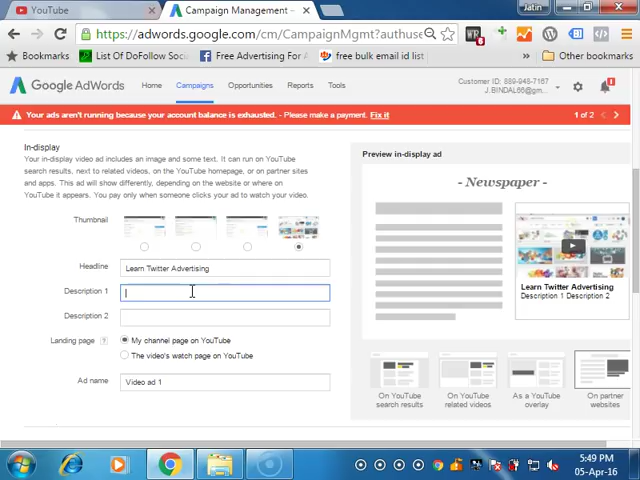 YouTube
Campaign Management -
Jatin
https://adwords.google.com/cm/CampaignMgmt?authuse
Bookmarks
List Of DoFollow Socia
Free Advertising For A
free bulk email id list
Other bookmarks
Google AdWords
Home
Campaigns
Opportunities
Reports
Tools
Customer ID: 889-948-7167
J.BINDAL66@gm...
Your ads aren't running because your account balance is exhausted. - Please make a payment. Fix it
1 of 2
In-display
Your in-display video ad includes an image and some text. It can run on YouTube
search results, next to related videos, on the YouTube homepage, or on partner sites
and apps. This ad will show differently, depending on the website or where on
YouTube it appears. You pay only when someone clicks your ad to watch your video.
Thumbnail
Headline
Learn Twitter Advertising
Description 1
Description 2
Landing page ?
My channel page on YouTube
The video's watch page on YouTube
Ad name
Video ad 1
Preview in-display ad
- Newspaper -
Learn Twitter Advertising
Description 1 Description 2
On YouTube
search results
On YouTube
related videos
As a YouTube
overlay
On partner
websites
5:49 PM
05-Apr-16